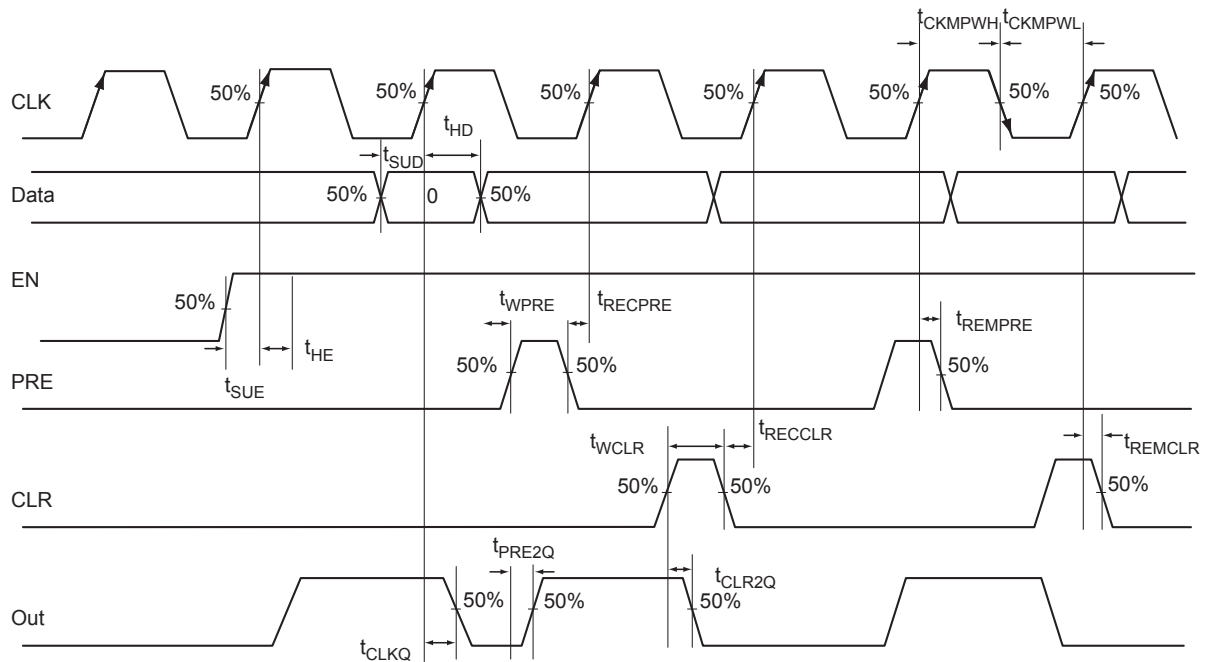 tCKMPWH tCKMPWL
CLK
50% 50% 50% 50% 50% 50% 50%
tHD
tSUD
Data
50% 0 50%
EN
50%
tWPRE tRECPRE
tREMPRE
tHE
tSUE
PRE
50% 50% 50%
tWCLR tRECCLR tREMCLR
CLR
50% 50% 50%
tPRE2Q
tCLR2Q
Out
50% 50% 50%
tCLKQ